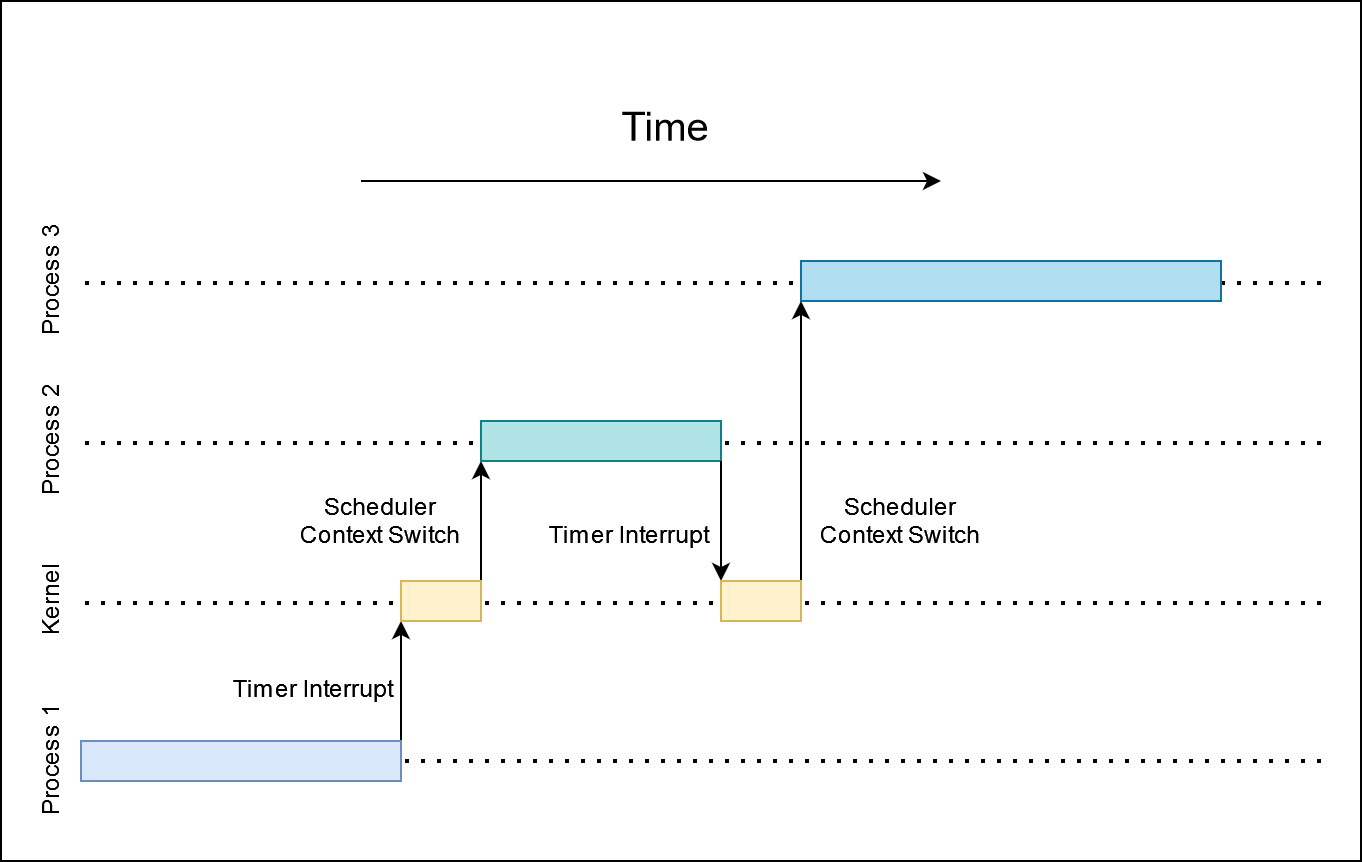 Time
Process 3
Process 2
Scheduler
Context Switch
Timer Interrupt
Scheduler
Context Switch
Kernel
Timer Interrupt
Process 1